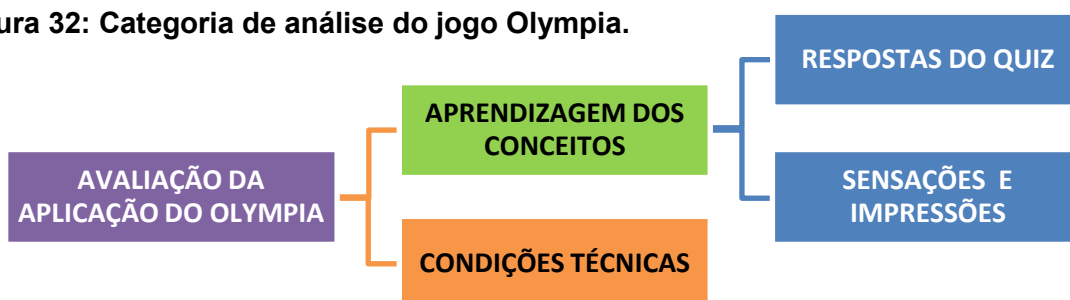 ura 32: Categoria de análise do jogo Olympia.
RESPOSTAS DO QUIZ
APRENDIZAGEM DOS
CONCEITOS
AVALIAÇÃO DA
APLICAÇÃO DO OLYMPIA
SENSAÇÕES E
IMPRESSÕES
CONDIÇÕES TÉCNICAS